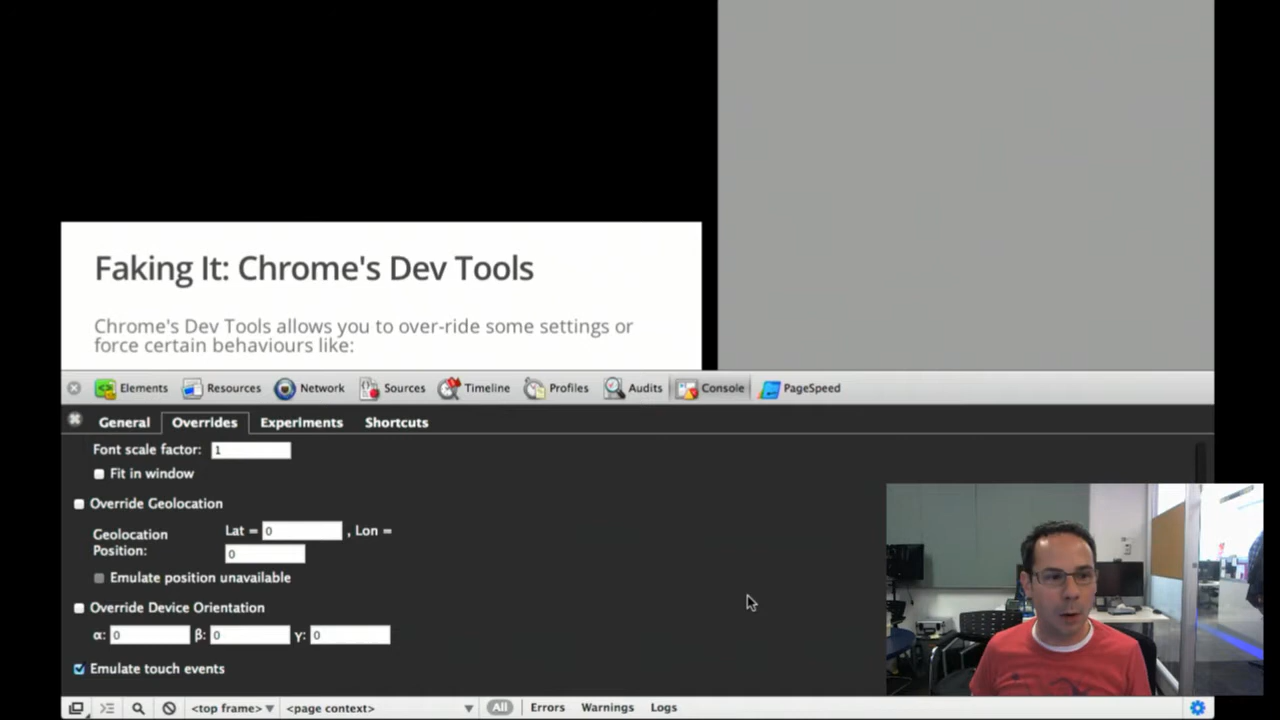 Faking It: Chrome's Dev Tools
Chrome's Dev Tools allows you to over-ride some settings or
force certain behaviours like:
Elements Resources Network Sources Timeline Profiles Audits Console PageSpeed
General Overrides Experiments Shortcuts
Font scale factor: 1
Fit in window
Override Geolocation
Geolocation Position: Lat = 0 , Lon =
0
Emulate position unavailable
Override Device Orientation
α: 0 β: 0 γ: 0
Emulate touch events
<top frame> <page context> All Errors Warnings Logs